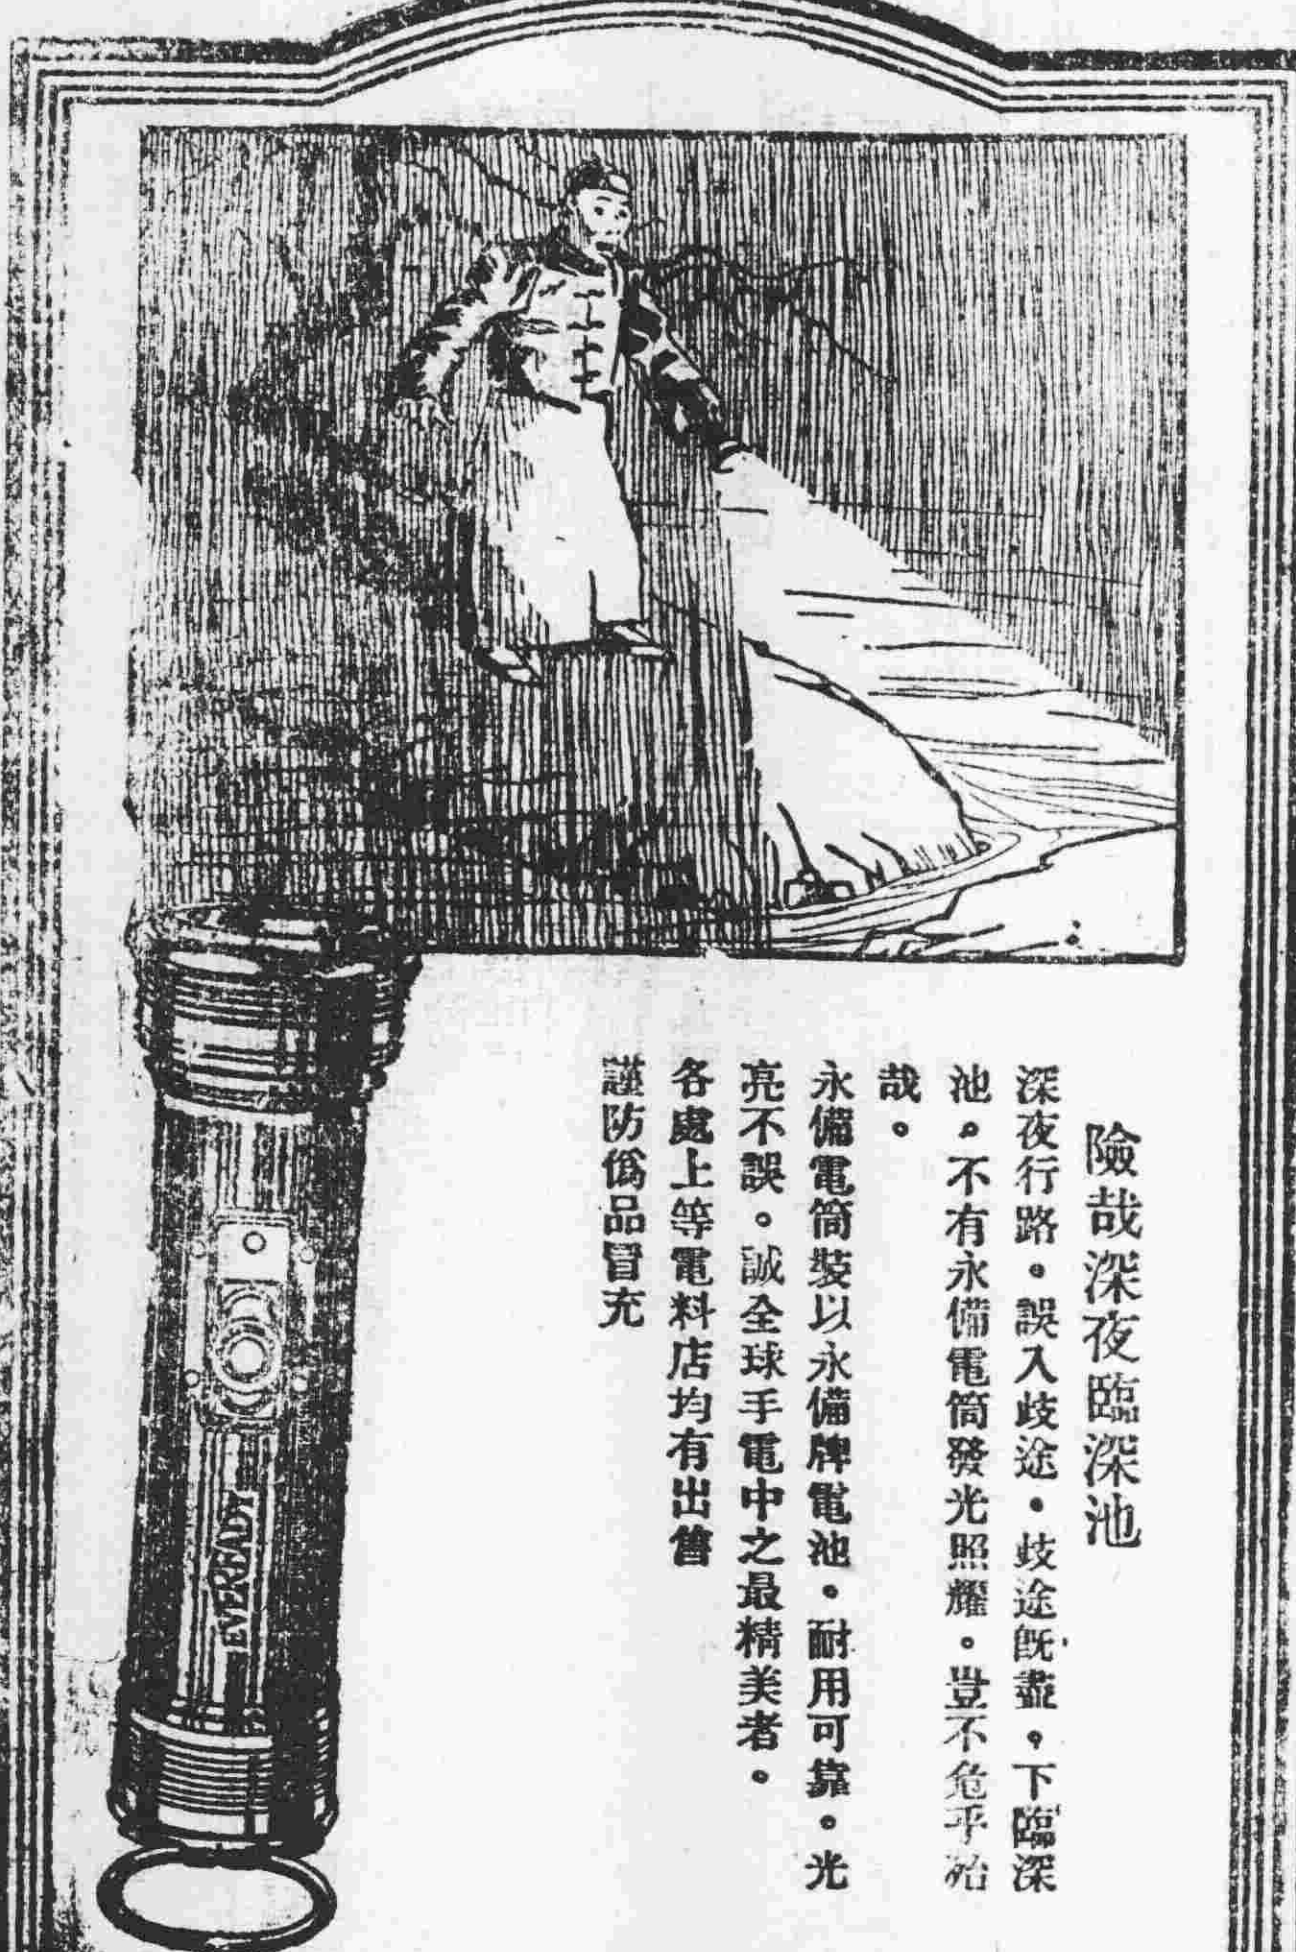 險哉深夜臨深池
深夜行路。誤入歧途。歧途旣盡。下臨深
池。不有永備電筒發光照耀。豈不危乎殆
哉。
永備電筒裝以永備牌電池。耐用可靠。光
亮不誤。誠全球手電中之最精美者。
各處上等電料店均有出售
謹防僞品冒充
EVEREADY